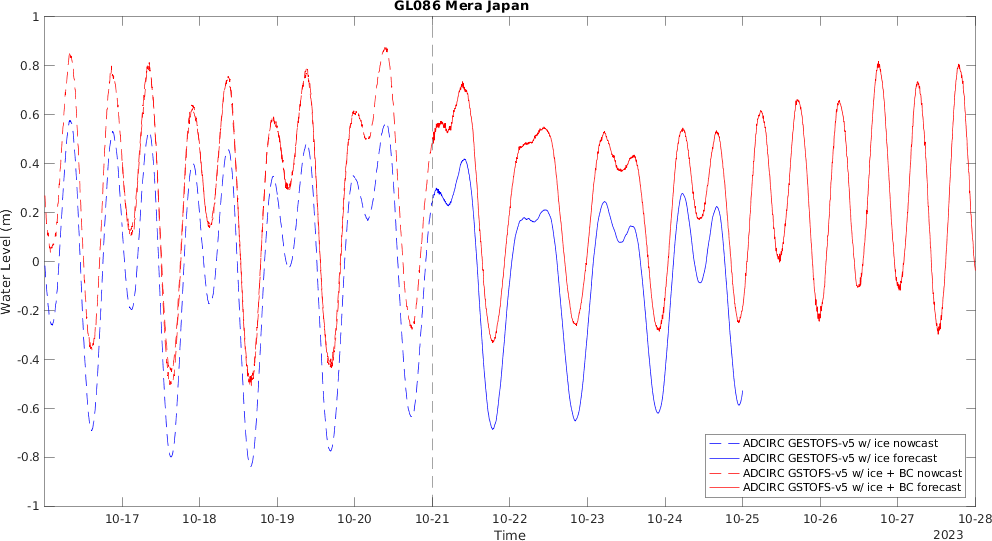 GL086 Mera Japan
Water Level (m)
1
0.8
0.6
0.4
0.2
0
-0.2
-0.4
-0.6
-0.8
-1
ADCIRC GESTOFS-v5 w/ ice nowcast
ADCIRC GESTOFS-v5 w/ ice forecast
ADCIRC GSTOFS-v5 w/ ice + BC nowcast
ADCIRC GSTOFS-v5 w/ ice + BC forecast
10-17 10-18 10-19 10-20 10-21 10-22 10-23 10-24 10-25 10-26 10-27 10-28
Time
2023